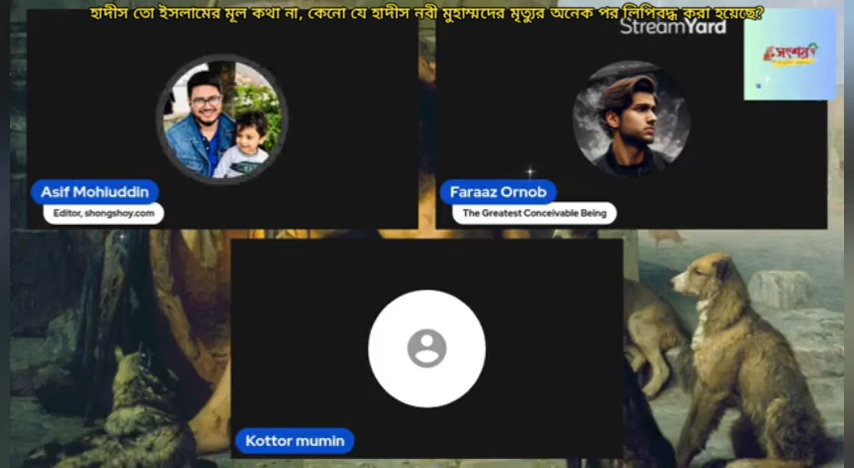 হাদীস তো ইসলামের মূল কথা না, কেনো যে হাদীস নবী মুহাম্মদের মৃত্যুর অনেক পর লিপিবদ্ধ করা হয়েছে?
StreamYard
সংশয়
Asif Mohiuddin
Editor, shongshoy.com
Faraaz Ornob
The Greatest Conceivable Being
Kottor mumin